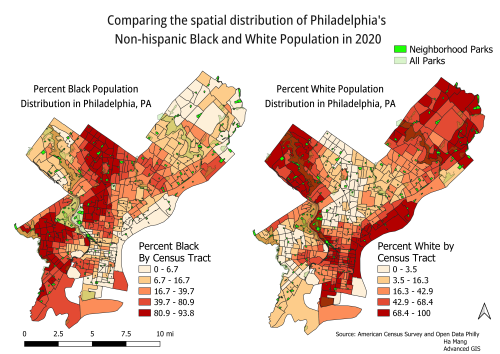 Comparing the spatial distribution of Philadelphia's
Non-hispanic Black and White Population in 2020
Neighborhood Parks
All Parks
Percent Black Population
Distribution in Philadelphia, PA
Percent White Population
Distribution in Philadelphia, PA
Percent Black
By Census Tract
0 - 6.7
6.7 - 16.7
16.7 - 39.7
39.7 - 80.9
80.9 - 93.8
Percent White by
Census Tract
0 - 3.5
3.5 - 16.3
16.3 - 42.9
42.9 - 68.4
68.4 - 100
0 2.5 5 7.5 10 mi
Source: American Census Survey and Open Data Philly
Ha Mang
Advanced GIS